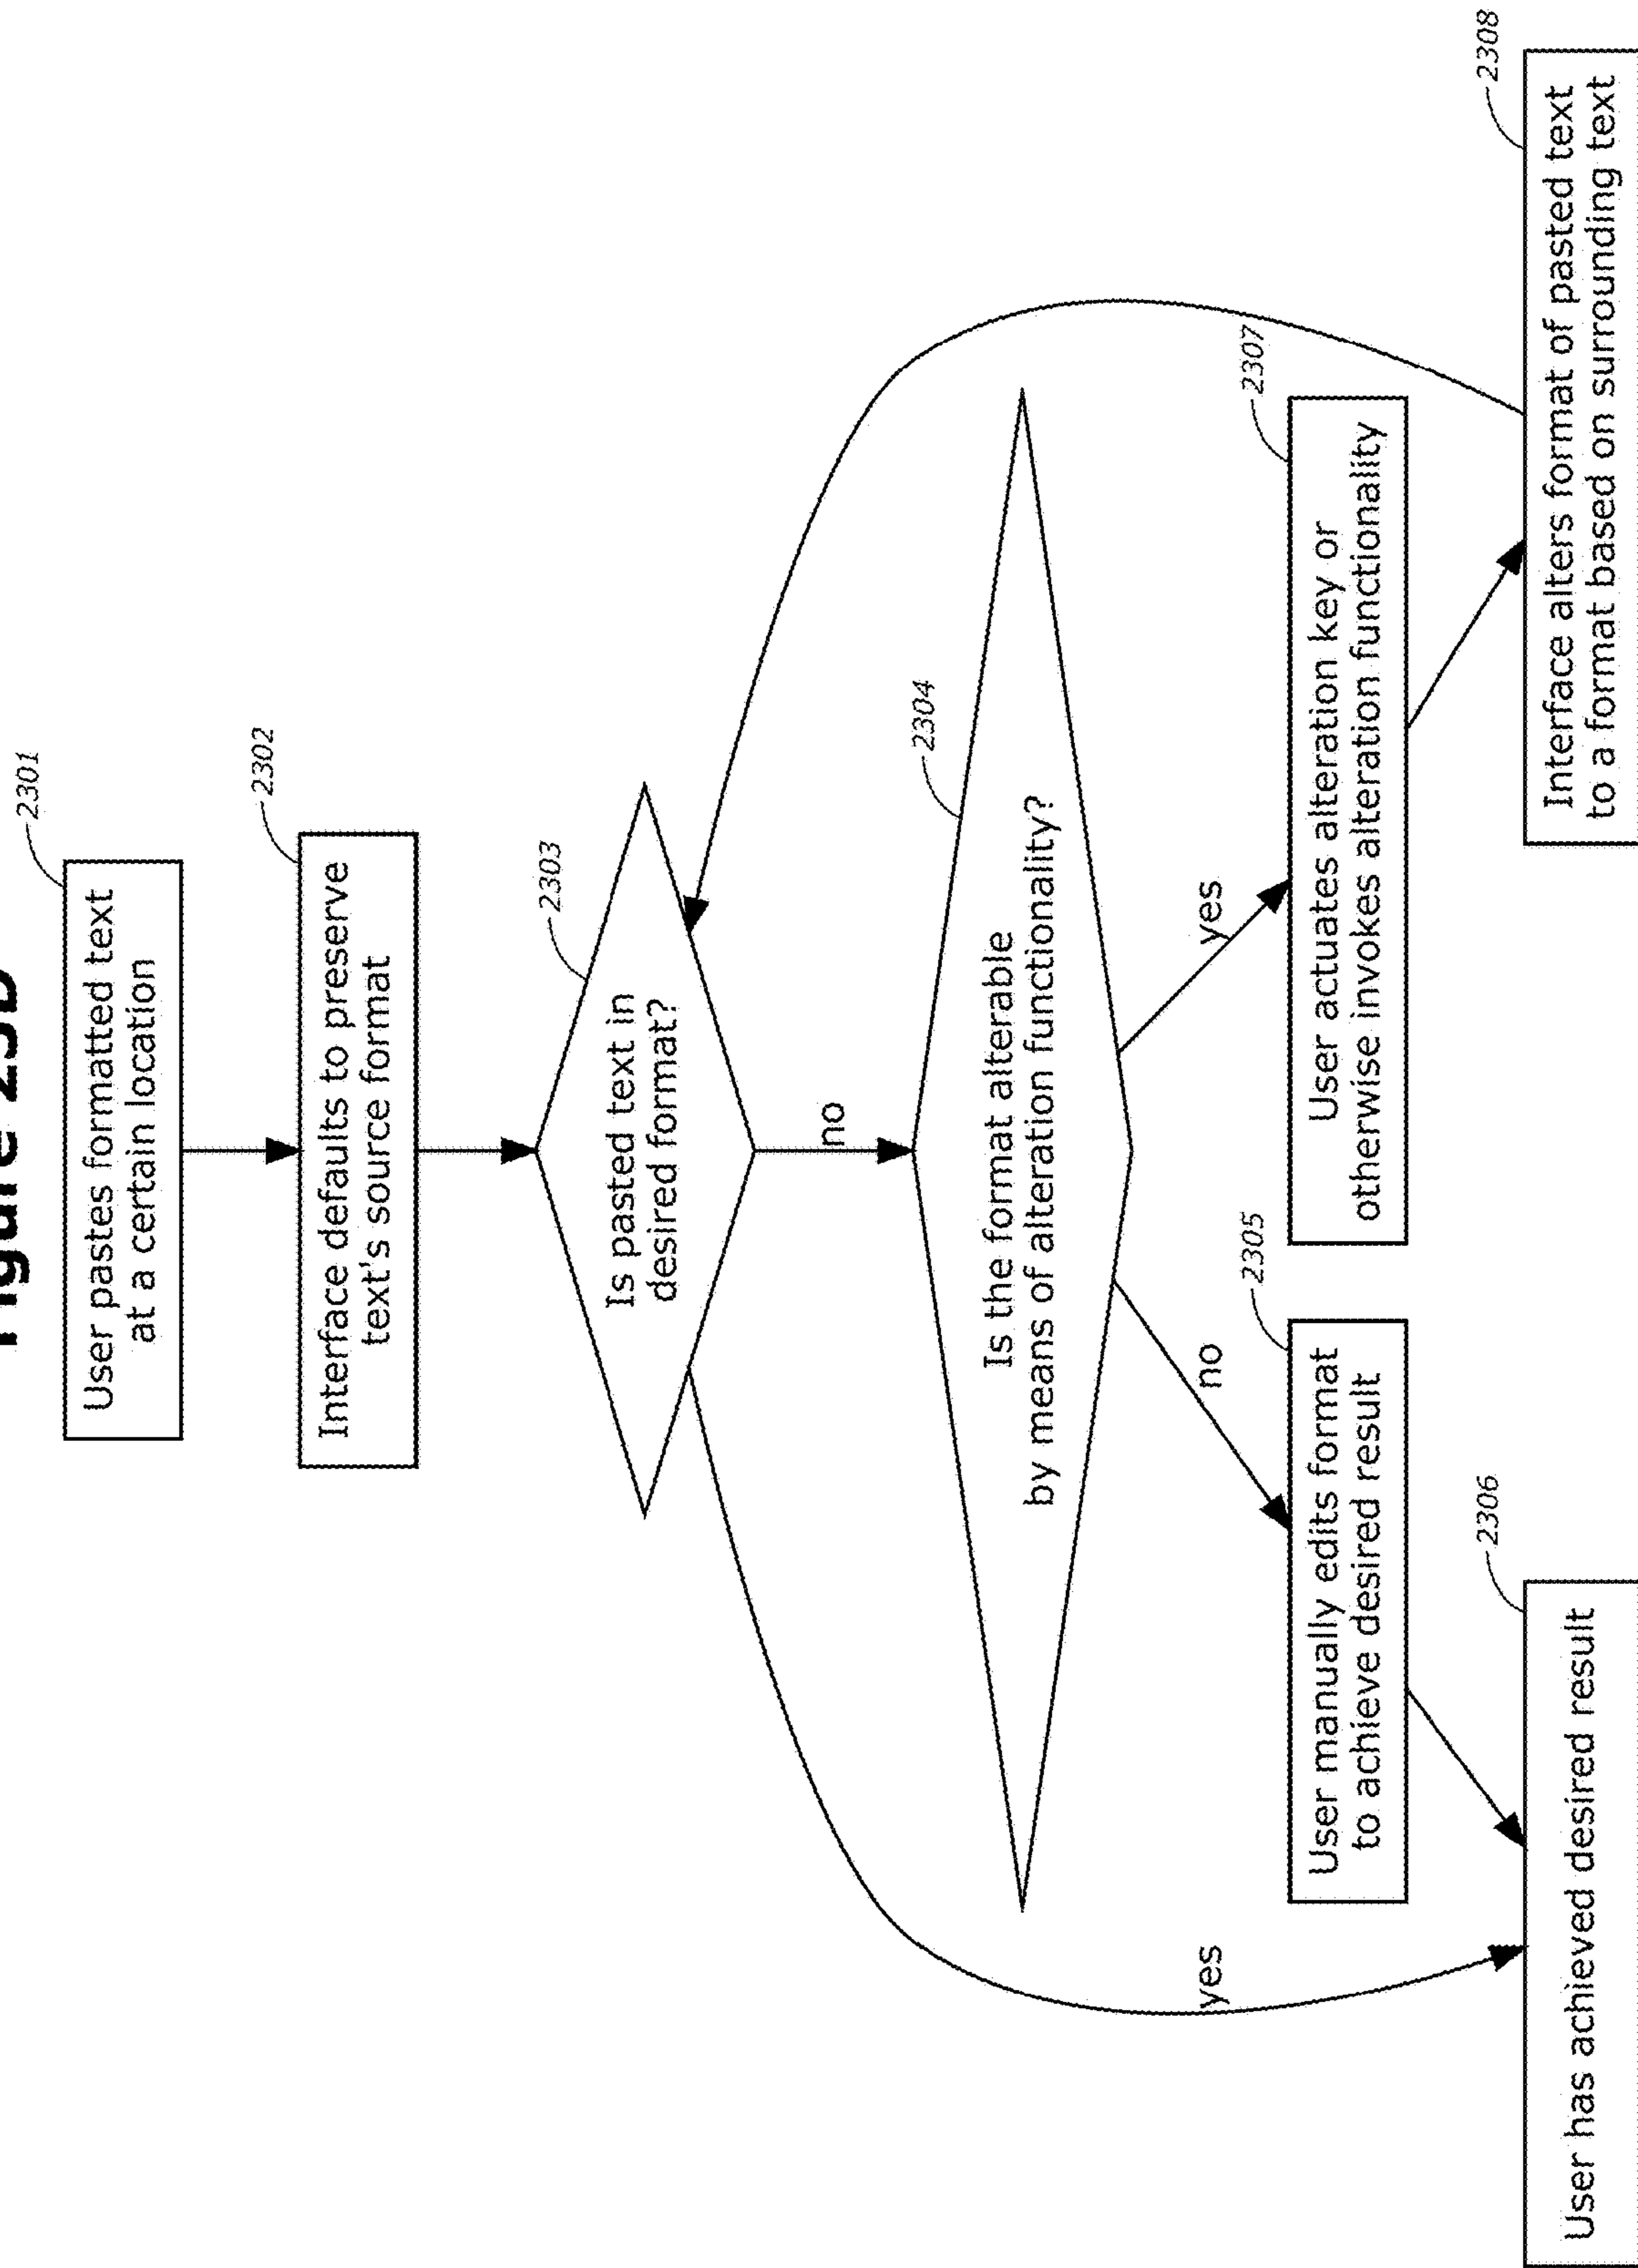 2301
User pastes formatted text
at a certain location
2302
Interface defaults to preserve
text's source format
2303
Is pasted text in
desired format?
no
2304
Is the format alterable
by means of alteration functionality?
yes
no
yes
2305
User manually edits format
to achieve desired result
2307
User actuates alteration key or
otherwise invokes alteration functionality
2306
User has achieved desired result
2308
Interface alters format of pasted text
to a format based on surrounding text